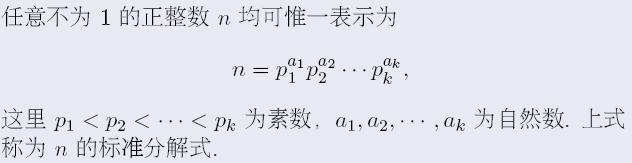 任意不为 1 的正整数 n 均可惟一表示为
n = p_1^{a_1} p_2^{a_2} ⋯ p_k^{a_k},
这里 p_1 < p_2 < ⋯ < p_k 为素数, a_1, a_2, ⋯ , a_k 为自然数. 上式
称为 n 的标准分解式.